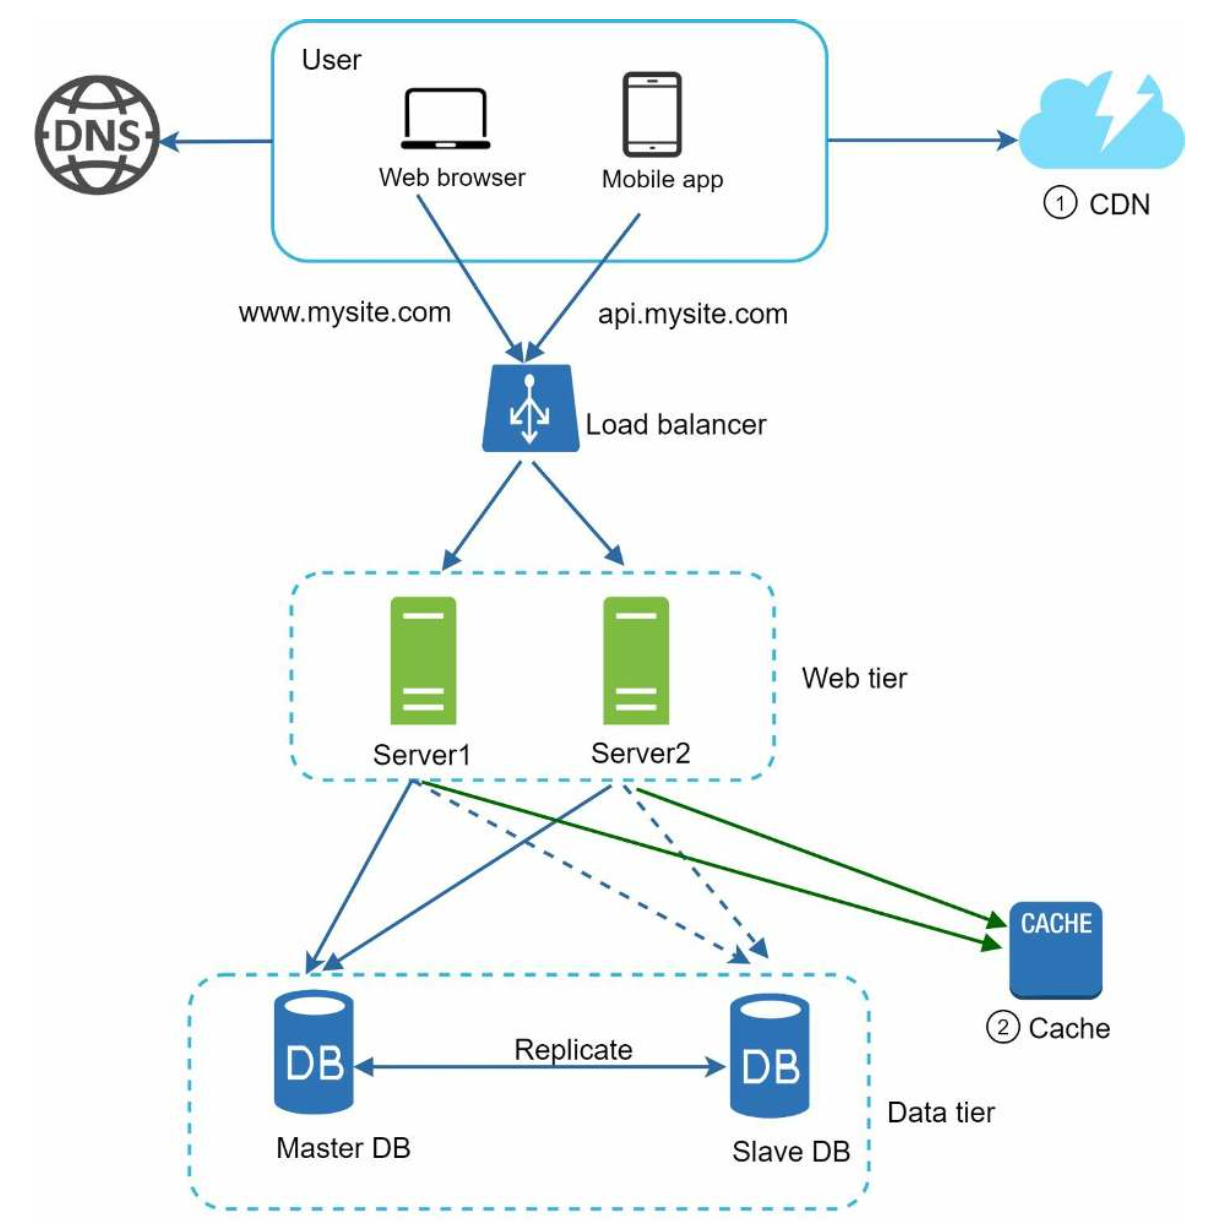 User
DNS
Web browser
Mobile app
1 CDN
www.mysite.com
api.mysite.com
Load balancer
Web tier
Server1
Server2
CACHE
2 Cache
Replicate
DB
DB
Data tier
Master DB
Slave DB